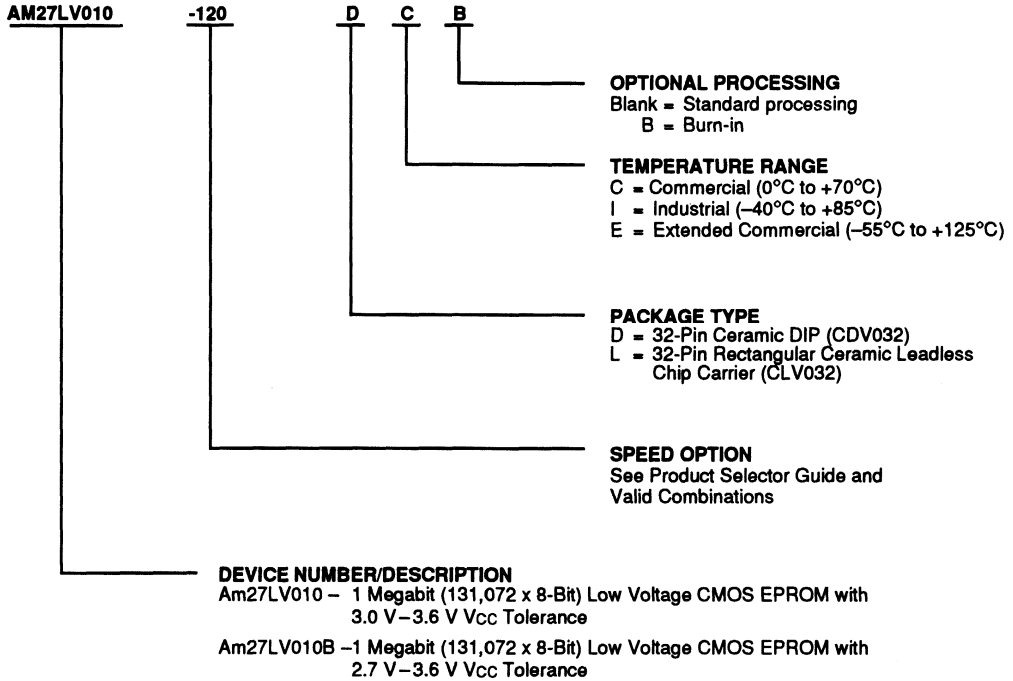 AM27LV010 -120 D C B
OPTIONAL PROCESSING
Blank = Standard processing
B = Burn-in
TEMPERATURE RANGE
C = Commercial (0°C to +70°C)
I = Industrial (–40°C to +85°C)
E = Extended Commercial (–55°C to +125°C)
PACKAGE TYPE
D = 32-Pin Ceramic DIP (CDV032)
L = 32-Pin Rectangular Ceramic Leadless
Chip Carrier (CLV032)
SPEED OPTION
See Product Selector Guide and
Valid Combinations
DEVICE NUMBER/DESCRIPTION
Am27LV010 – 1 Megabit (131,072 x 8-Bit) Low Voltage CMOS EPROM with
3.0 V–3.6 V VCC Tolerance
Am27LV010B –1 Megabit (131,072 x 8-Bit) Low Voltage CMOS EPROM with
2.7 V–3.6 V VCC Tolerance